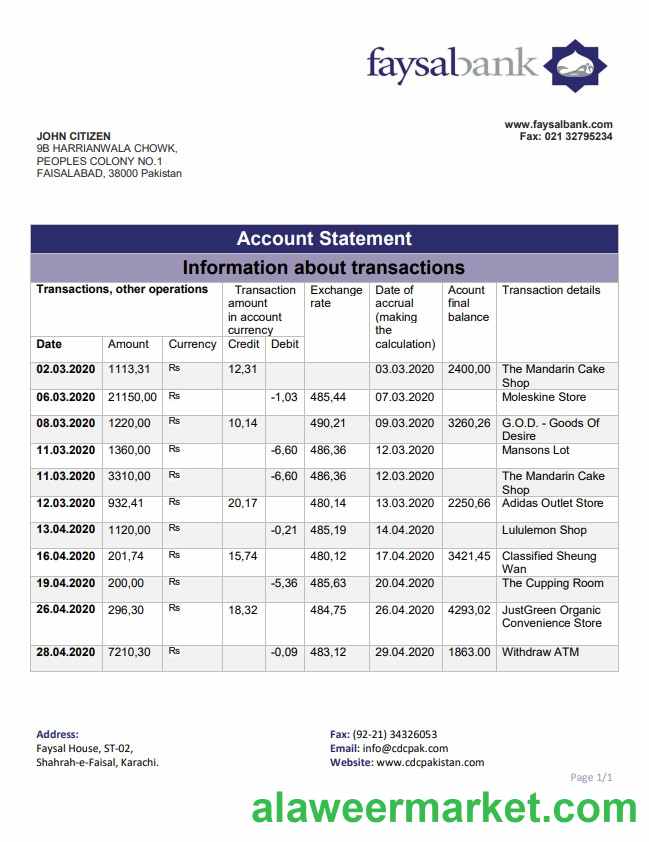 faysalbank
www.faysalbank.com
Fax: 021 32795234
JOHN CITIZEN
9B HARRIANWALA CHOWK,
PEOPLES COLONY NO.1
FAISALABAD, 38000 Pakistan
Account Statement
Information about transactions
Transactions, other operations
Transaction
amount
in account
currency
Exchange
rate
Date of
accrual
(making
the
calculation)
Acount
final
balance
Transaction details
Date Amount Currency Credit Debit
02.03.2020 1113,31 Rs 12,31 03.03.2020 2400,00 The Mandarin Cake
Shop
06.03.2020 21150,00 Rs -1,03 485,44 07.03.2020 Moleskine Store
08.03.2020 1220,00 Rs 10,14 490,21 09.03.2020 3260,26 G.O.D. - Goods Of
Desire
11.03.2020 1360,00 Rs -6,60 486,36 12.03.2020 Mansons Lot
11.03.2020 3310,00 Rs -6,60 486,36 12.03.2020 The Mandarin Cake
Shop
12.03.2020 932,41 Rs 20,17 480,14 13.03.2020 2250,66 Adidas Outlet Store
13.04.2020 1120,00 Rs -0,21 485,19 14.04.2020 Lululemon Shop
16.04.2020 201,74 Rs 15,74 480,12 17.04.2020 3421,45 Classified Sheung
Wan
19.04.2020 200,00 Rs -5,36 485,63 20.04.2020 The Cupping Room
26.04.2020 296,30 Rs 18,32 484,75 26.04.2020 4293,02 JustGreen Organic
Convenience Store
28.04.2020 7210,30 Rs -0,09 483,12 29.04.2020 1863.00 Withdraw ATM
Address:
Faysal House, ST-02,
Shahrah-e-Faisal, Karachi.
Fax: (92-21) 34326053
Email: info@cdcpak.com
Website: www.cdcpakistan.com
Page 1/1
alaweermarket.com